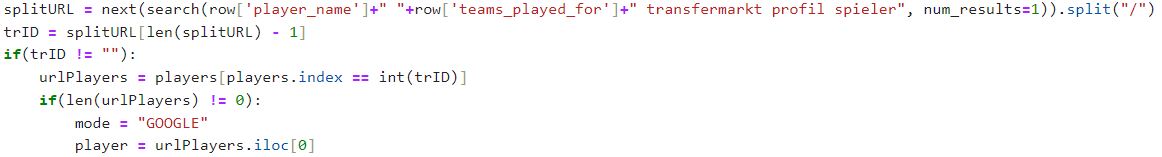 splitURL = next(search(row['player_name']+" "+row['teams_played_for']+" transfermarkt profil spieler", num_results=1)).split("/")
trID = splitURL[len(splitURL) - 1]
if(trID != ""):
    urlPlayers = players[players.index == int(trID)]
    if(len(urlPlayers) != 0):
        mode = "GOOGLE"
        player = urlPlayers.iloc[0]